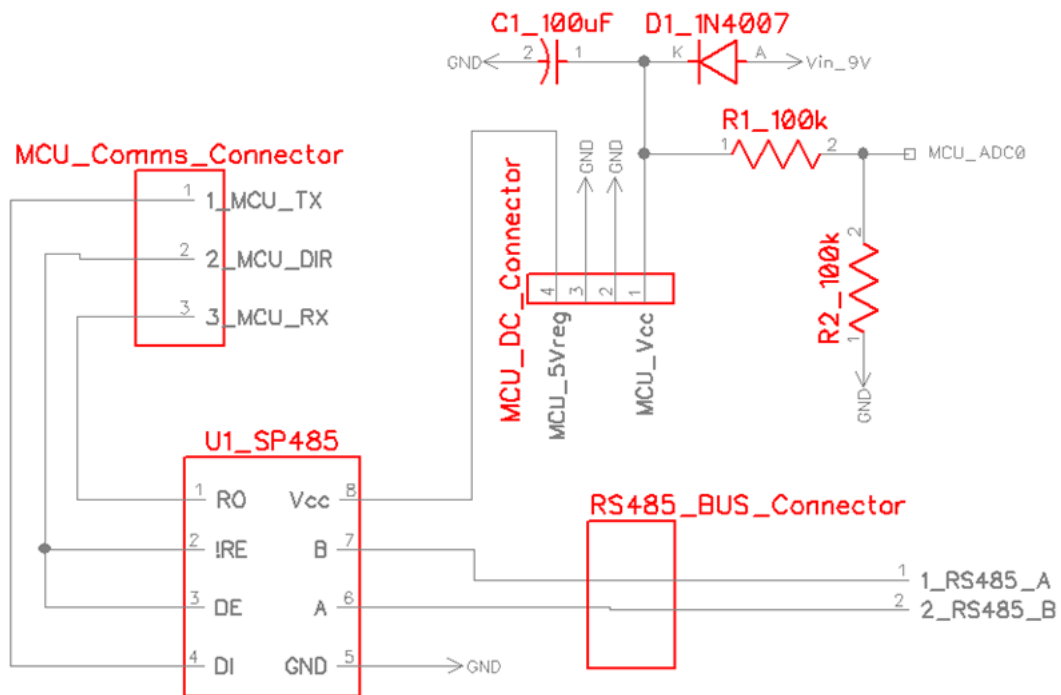 C1_100uF D1_1N4007
GND 2 1 K A Vin_9V
R1_100k
1 2 MCU_ADC0
GND GND
MCU_Comms_Connector
1 1_MCU_TX
2 2_MCU_DIR
3 3_MCU_RX
MCU_DC_Connector
4 3 2 1
MCU_5Vreg
MCU_Vcc
2
R2_100k
1
GND
U1_SP485
1 RO Vcc 8
2 !RE B 7
3 DE A 6
4 DI GND 5 GND
RS485_BUS_Connector
1 1_RS485_A
2 2_RS485_B